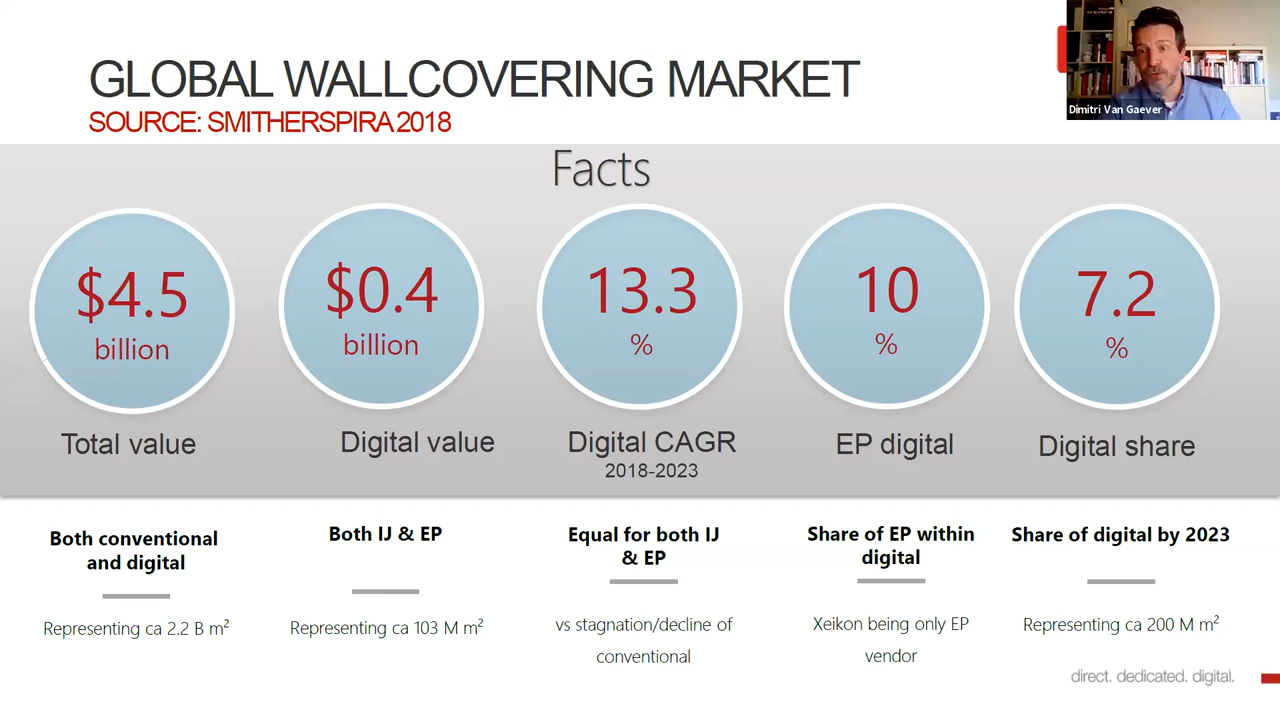 GLOBAL WALLCOVERING MARKET
SOURCE: SMITHERSPIRA 2018
Dimitri Van Gaever
Facts
$4.5
billion
Total value
Both conventional
and digital
Representing ca 2.2 B m²
$0.4
billion
Digital value
Both IJ & EP
Representing ca 103 M m²
13.3
%
Digital CAGR
2018-2023
Equal for both IJ
& EP
vs stagnation/decline of
conventional
10
%
EP digital
Share of EP within
digital
Xeikon being only EP
vendor
7.2
%
Digital share
Share of digital by 2023
Representing ca 200 M m²
direct. dedicated. digital.